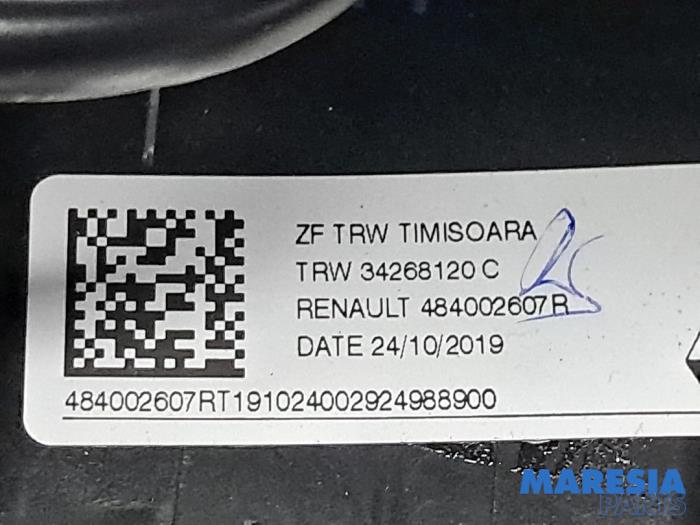 ZF TRW TIMISOARA
TRW 34268120 C
RENAULT 484002607R
DATE 24/10/2019
484002607RT191024002924988900
MARESIA
PARTS